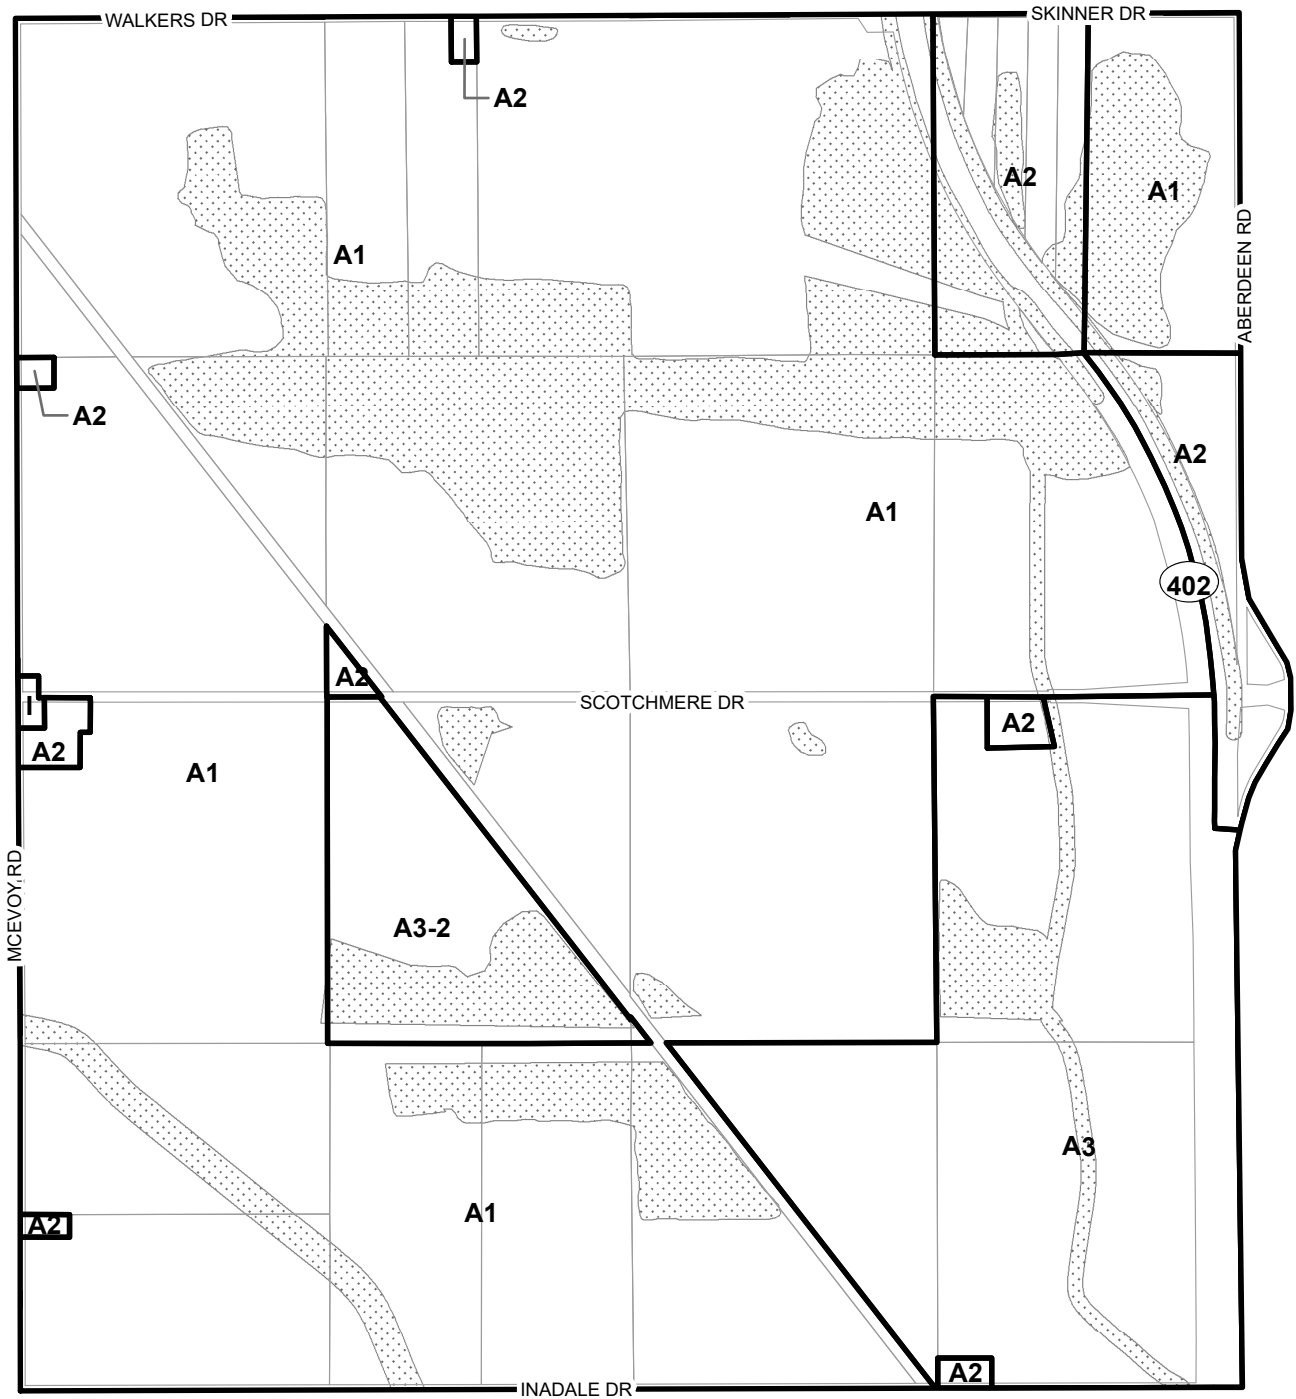 WALKERS DR
SKINNER DR
A2
A2
A1
ABERDEEN RD
A1
A2
A2
A1
402
A2
I
SCOTCHMERE DR
A2
A2
A1
MCEVOY RD
A3-2
A3
A1
A2
A2
INADALE DR